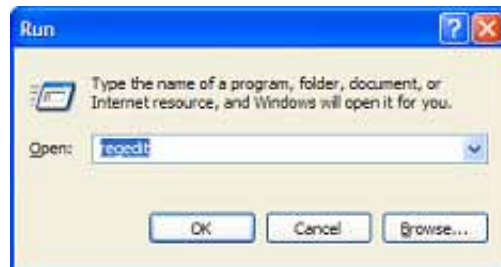 Run
Type the name of a program, folder, document, or
Internet resource, and Windows will open it for you.
Open: regedit
OK Cancel Browse...